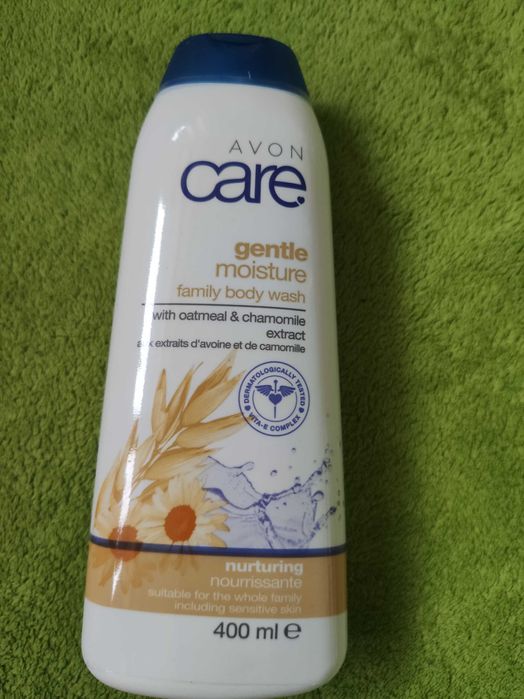 AVON
care.
gentle
moisture
family body wash
with oatmeal & chamomile
extract
aux extraits d'avoine et de camomille
DERMATOLOGICALLY TESTED
VITA-E COMPLEX
nurturing
nourrissante
suitable for the whole family
including sensitive skin
400 ml e